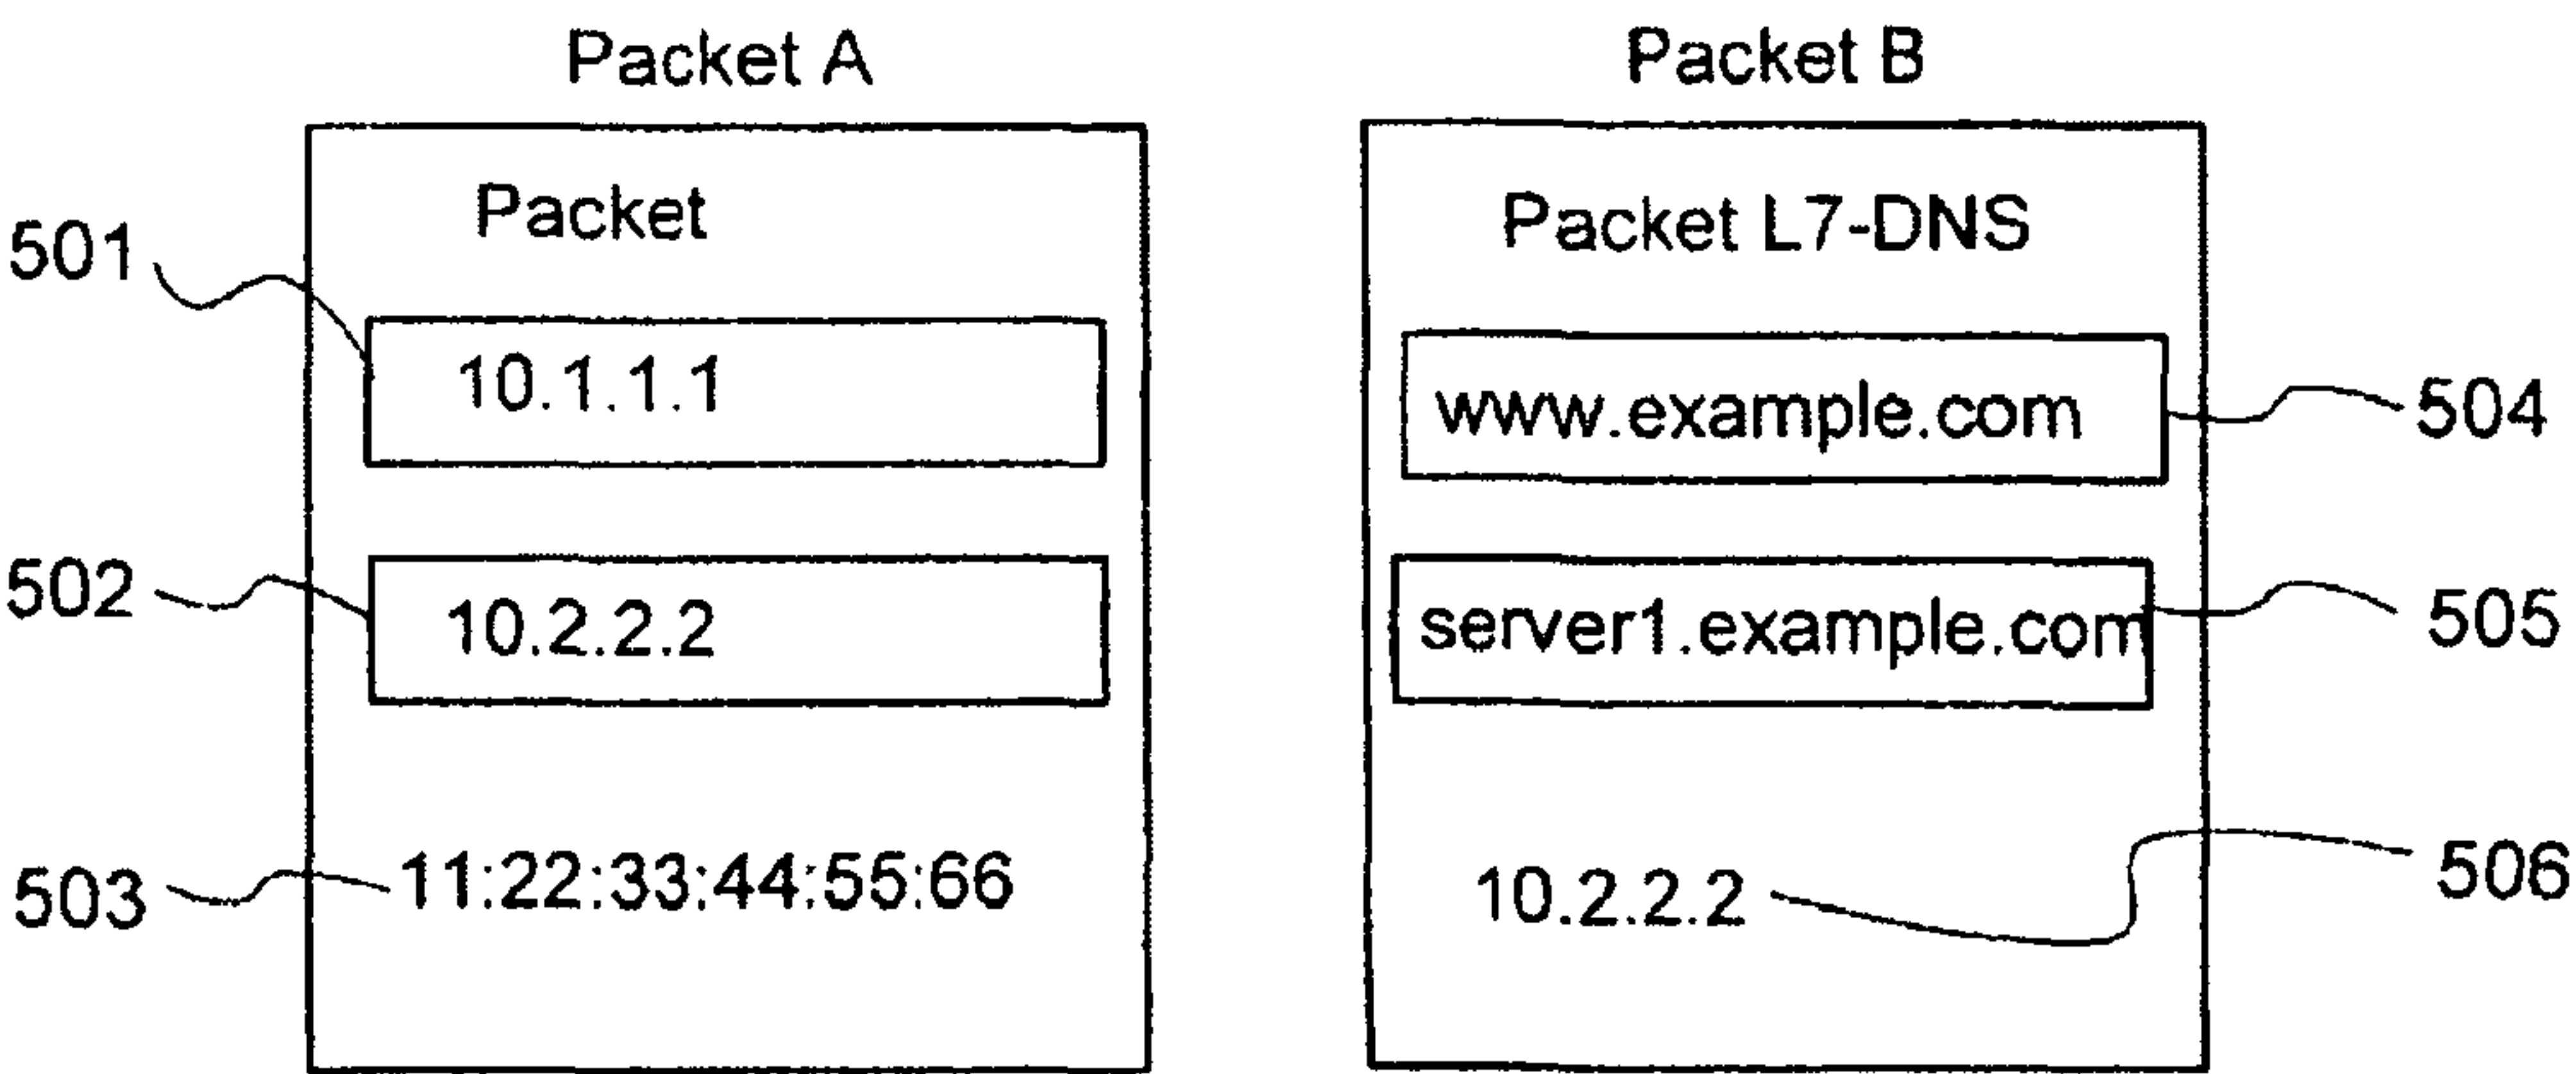 Packet A
Packet
501
10.1.1.1
502
10.2.2.2
503
11:22:33:44:55:66
Packet B
Packet L7-DNS
www.example.com
504
server1.example.com
505
10.2.2.2
506